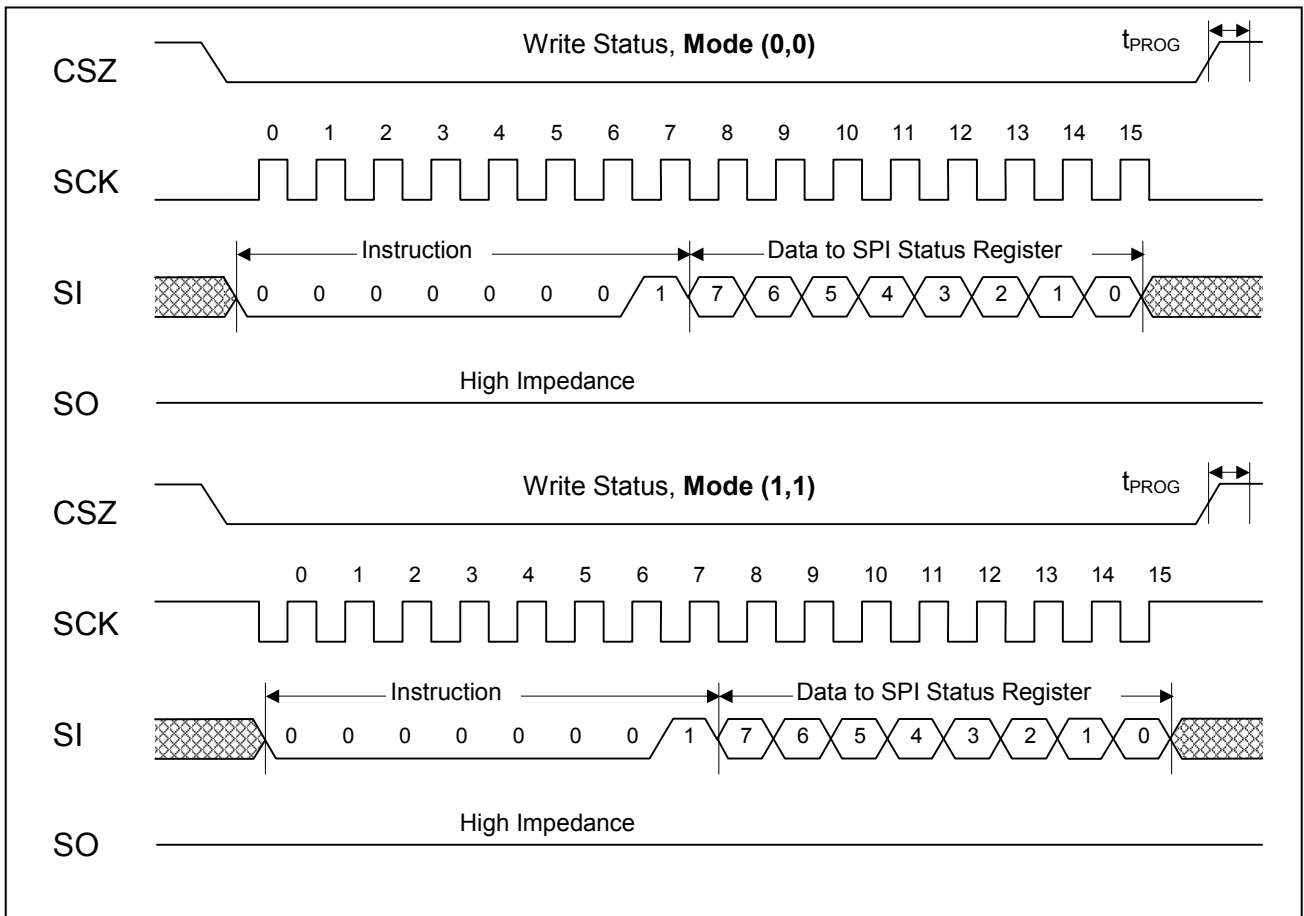 Write Status, Mode (0,0)
tPROG
CSZ
0 1 2 3 4 5 6 7 8 9 10 11 12 13 14 15
SCK
Instruction Data to SPI Status Register
SI 0 0 0 0 0 0 0 1 7 6 5 4 3 2 1 0
High Impedance
SO
Write Status, Mode (1,1)
tPROG
CSZ
0 1 2 3 4 5 6 7 8 9 10 11 12 13 14 15
SCK
Instruction Data to SPI Status Register
SI 0 0 0 0 0 0 0 1 7 6 5 4 3 2 1 0
High Impedance
SO